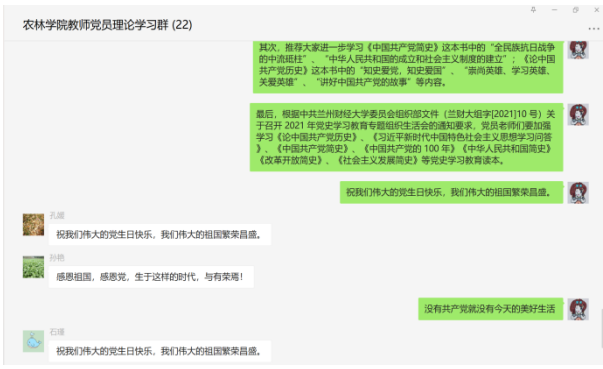 农林学院教师党员理论学习群 (22)
其次，推荐大家进一步学习《中国共产党简史》这本书中的“全民族抗日战争
的中流砥柱”、 “中华人民共和国的成立和社会主义制度的建立”；《论中国
共产党历史》这本书中的“知史爱党，知史爱国”、 “崇尚英雄、学习英雄、
关爱英雄”、 “讲好中国共产党的故事”等内容。
最后，根据中共兰州财经大学委员会组织部文件（兰财大组字[2021]10 号）关
于召开 2021 年党史学习教育专题组织生活会的通知要求，党员老师们要加强
学习《论中国共产党历史》、《习近平新时代中国特色社会主义思想学习问答
》、《中国共产党简史》、《中国共产党的 100 年》《中华人民共和国简史》
《改革开放简史》、《社会主义发展简史》等党史学习教育读本。
祝我们伟大的党生日快乐，我们伟大的祖国繁荣昌盛。
祝我们伟大的党生日快乐，我们伟大的祖国繁荣昌盛。
孙艳
感恩祖国，感恩党，生于这样的时代，与有荣焉！
没有共产党就没有今天的美好生活
石瑾
祝我们伟大的党生日快乐，我们伟大的祖国繁荣昌盛。